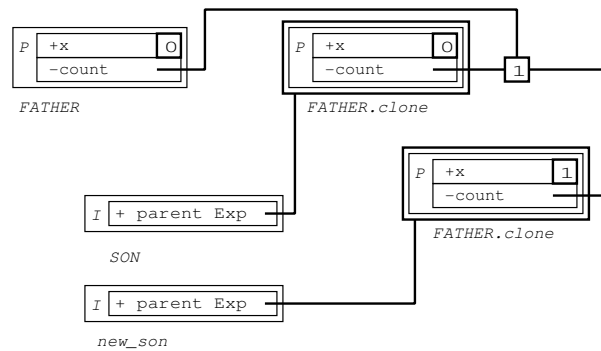 P +x 0
-count
FATHER
P +x 0
-count
FATHER.clone
1
P +x 1
-count
FATHER.clone
I + parent Exp
SON
I + parent Exp
new_son